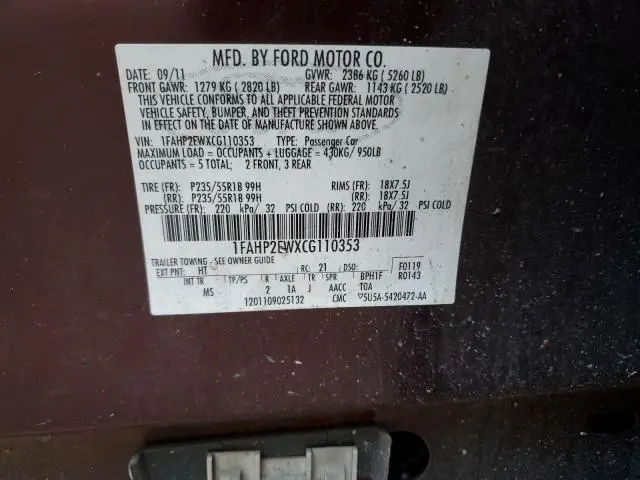 MFD. BY FORD MOTOR CO.
DATE: 09/11 GVWR: 2386 KG ( 5260 LB)
FRONT GAWR: 1279 KG ( 2820 LB) REAR GAWR: 1143 KG ( 2520 LB)
THIS VEHICLE CONFORMS TO ALL APPLICABLE FEDERAL MOTOR
VEHICLE SAFETY, BUMPER, AND THEFT PREVENTION STANDARDS
IN EFFECT ON THE DATE OF MANUFACTURE SHOWN ABOVE.
VIN: 1FAHP2EWXCG110353 TYPE: Passenger Car
MAXIMUM LOAD = OCCUPANTS + LUGGAGE = 430KG/ 950LB
OCCUPANTS = 5 TOTAL; 2 FRONT, 3 REAR
TIRE (FR): P235/55R18 99H RIMS (FR): 18X7.5J
(RR): P235/55R18 99H (RR): 18X7.5J
PRESSURE (FR): 220 kPa/ 32 PSI COLD (RR): 220 kPa/ 32 PSI COLD
1FAHP2EWXCG110353
TRAILER TOWING - SEE OWNER GUIDE
EXT PNT: HT RC: 21 DSO: F0119
INT TR R AXLE TR SPR BPH1F R0143
MS 2 1A J AACC TOA
1201109025132 CMC 5U5A-5420472-AA